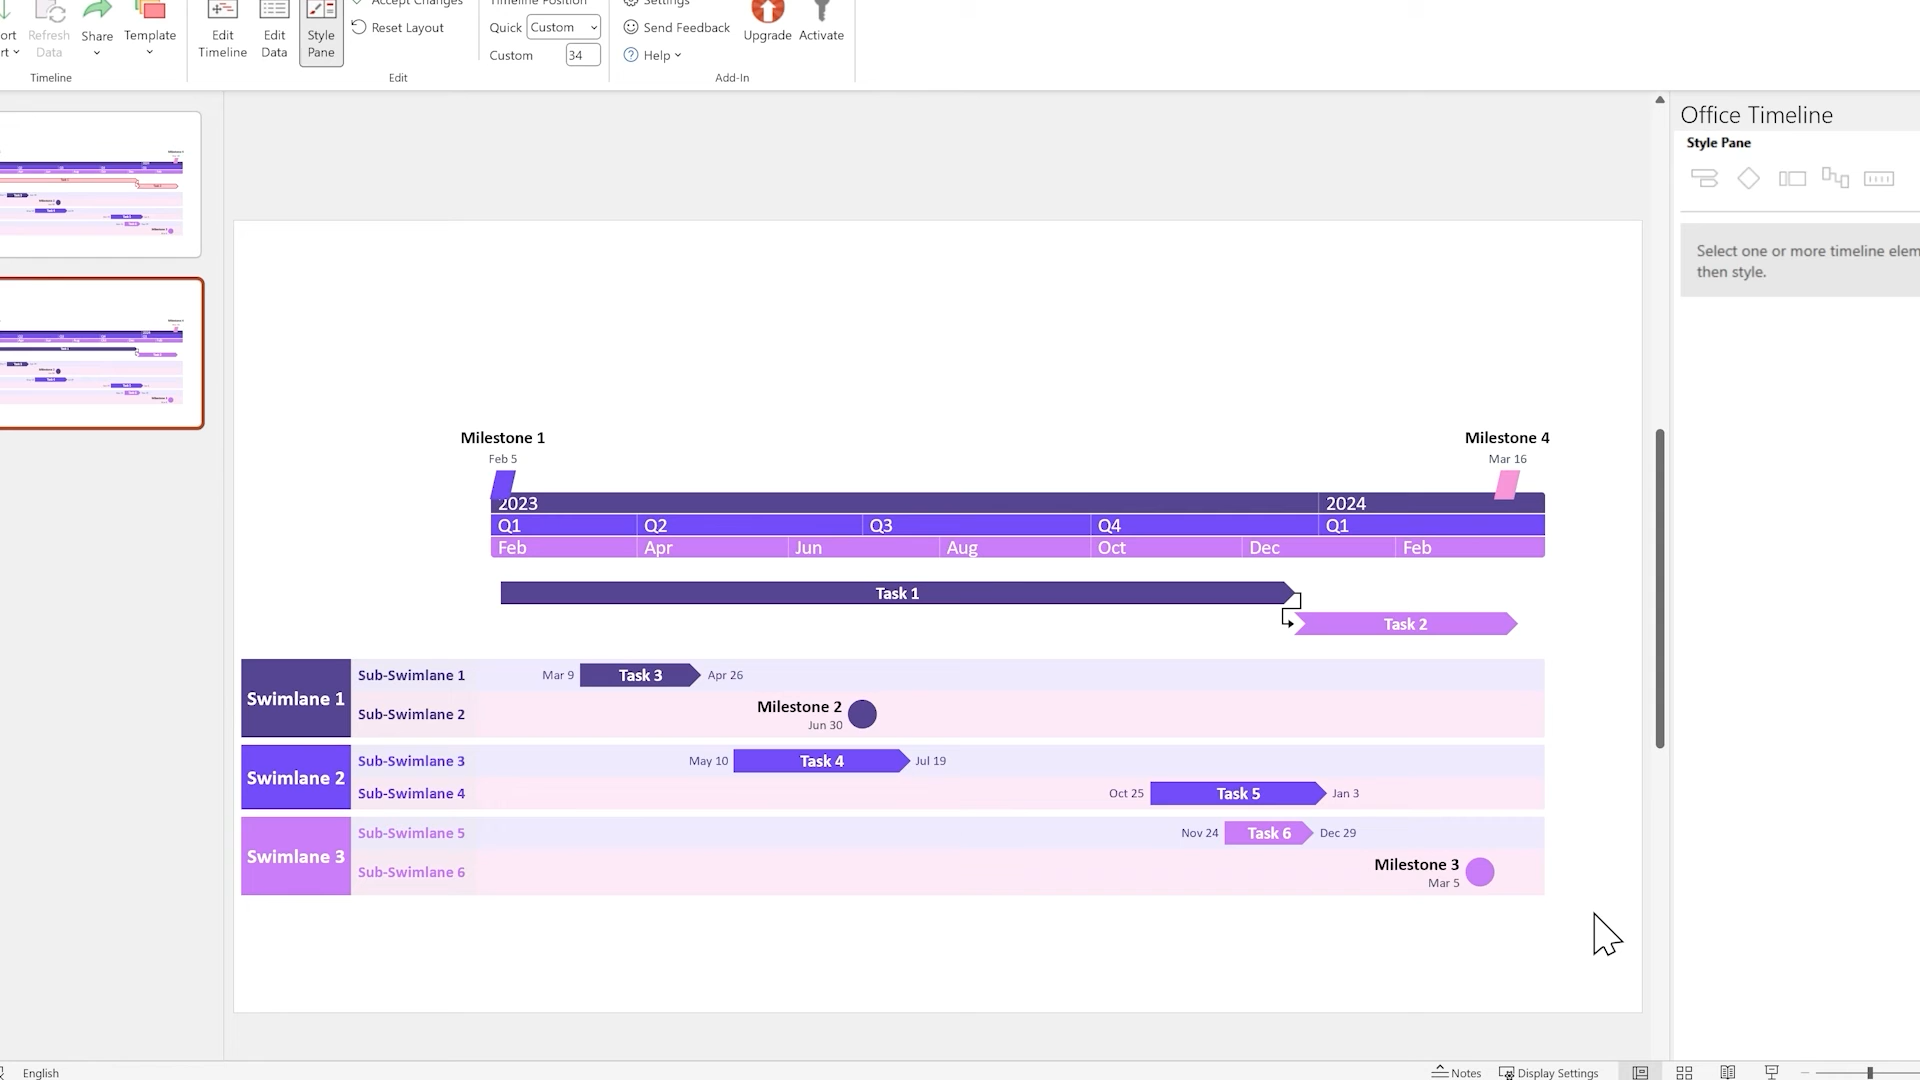 Accept Changes
Timeline Position
Settings
ort
rt
Refresh
Data
Share
Template
Edit
Timeline
Edit
Data
Style
Pane
Reset Layout
Quick Custom
Custom 34
Send Feedback
Help
Upgrade
Activate
Timeline
Edit
Add-In
Office Timeline
Style Pane
Select one or more timeline elem
then style.
Milestone 1
Feb 5
Milestone 4
Mar 16
2023 2024
Q1 Q2 Q3 Q4 Q1
Feb Apr Jun Aug Oct Dec Feb
Task 1
Task 2
Swimlane 1
Sub-Swimlane 1
Mar 9 Task 3 Apr 26
Sub-Swimlane 2
Milestone 2
Jun 30
Swimlane 2
Sub-Swimlane 3
May 10 Task 4 Jul 19
Sub-Swimlane 4
Oct 25 Task 5 Jan 3
Swimlane 3
Sub-Swimlane 5
Nov 24 Task 6 Dec 29
Sub-Swimlane 6
Milestone 3
Mar 5
English
Notes
Display Settings